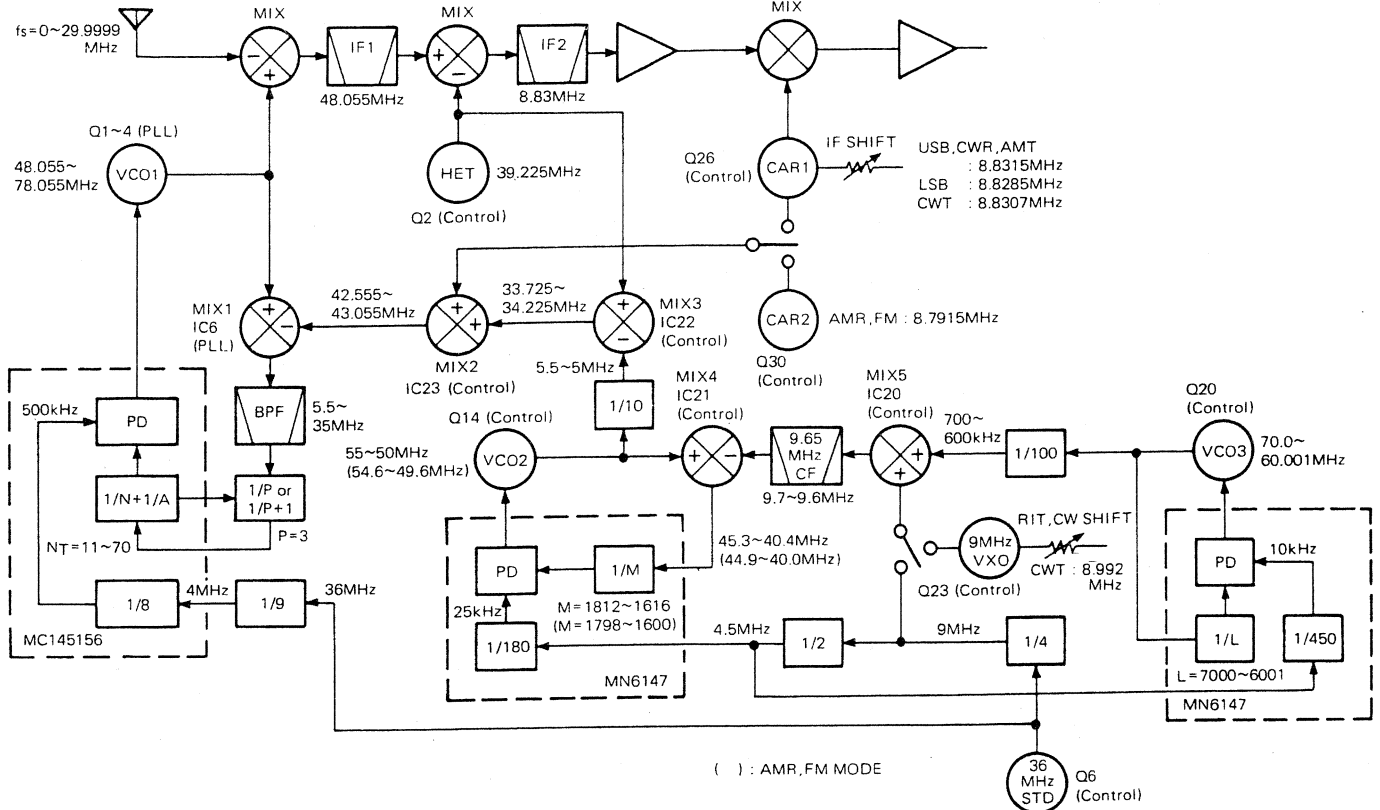 fs=0~29.9999
MHz
MIX
MIX
MIX
IF1
IF2
48.055MHz
8.83MHz
Q1~4 (PLL)
48.055~
78.055MHz
VCO1
HET
39.225MHz
Q2 (Control)
Q26
(Control)
CAR1
IF SHIFT
USB,CWR,AMT
: 8.8315MHz
LSB : 8.8285MHz
CWT : 8.8307MHz
MIX1
IC6
(PLL)
42.555~
43.055MHz
33.725~
34.225MHz
MIX2
IC23 (Control)
MIX3
IC22
(Control)
CAR2
AMR,FM : 8.7915MHz
Q30
(Control)
5.5~5MHz
1/10
500kHz
PD
BPF
5.5~
35MHz
1/N+1/A
1/P or
1/P+1
NT=11~70
P=3
1/8
4MHz
1/9
36MHz
MC145156
Q14 (Control)
55~50MHz
(54.6~49.6MHz)
VCO2
MIX4
IC21
(Control)
9.65
MHz
CF
9.7~9.6MHz
MIX5
IC20
(Control)
700~
600kHz
1/100
Q20
(Control)
VCO3
70.0~
60.001MHz
45.3~40.4MHz
(44.9~40.0MHz)
PD
1/M
25kHz
M=1812~1616
(M=1798~1600)
1/180
MN6147
4.5MHz
1/2
9MHz
1/4
9MHz
VXO
RIT,CW SHIFT
CWT : 8.992
MHz
Q23 (Control)
PD
10kHz
1/L
1/450
L=7000~6001
MN6147
( ) : AMR,FM MODE
36
MHz
STD
Q6
(Control)